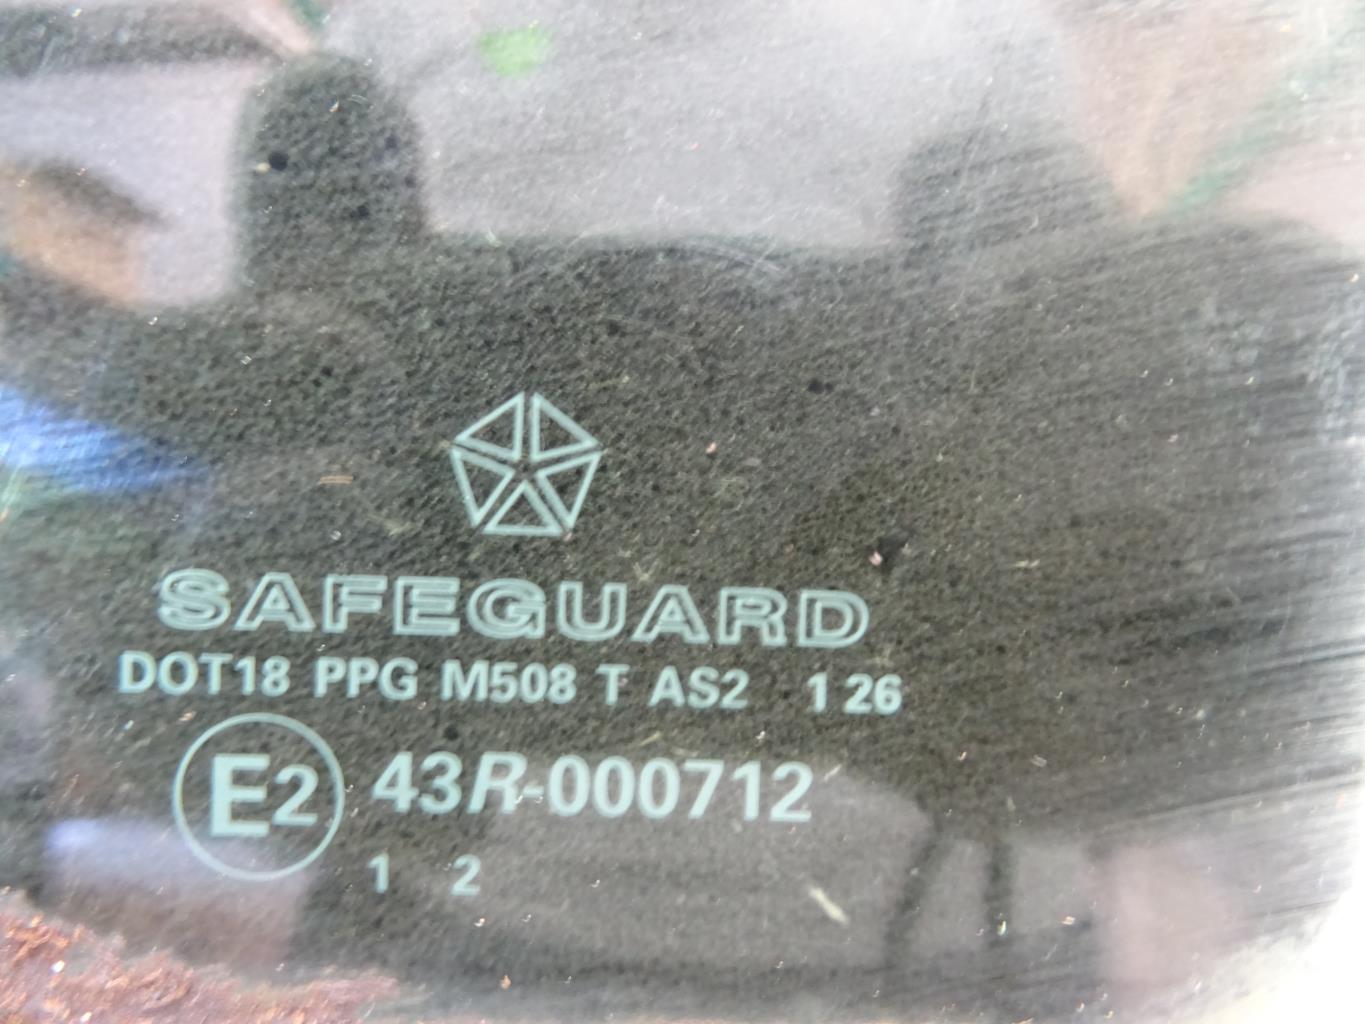 SAFEGUARD
DOT18 PPG M508 T AS2 1 26
E2 43R-000712
1 2